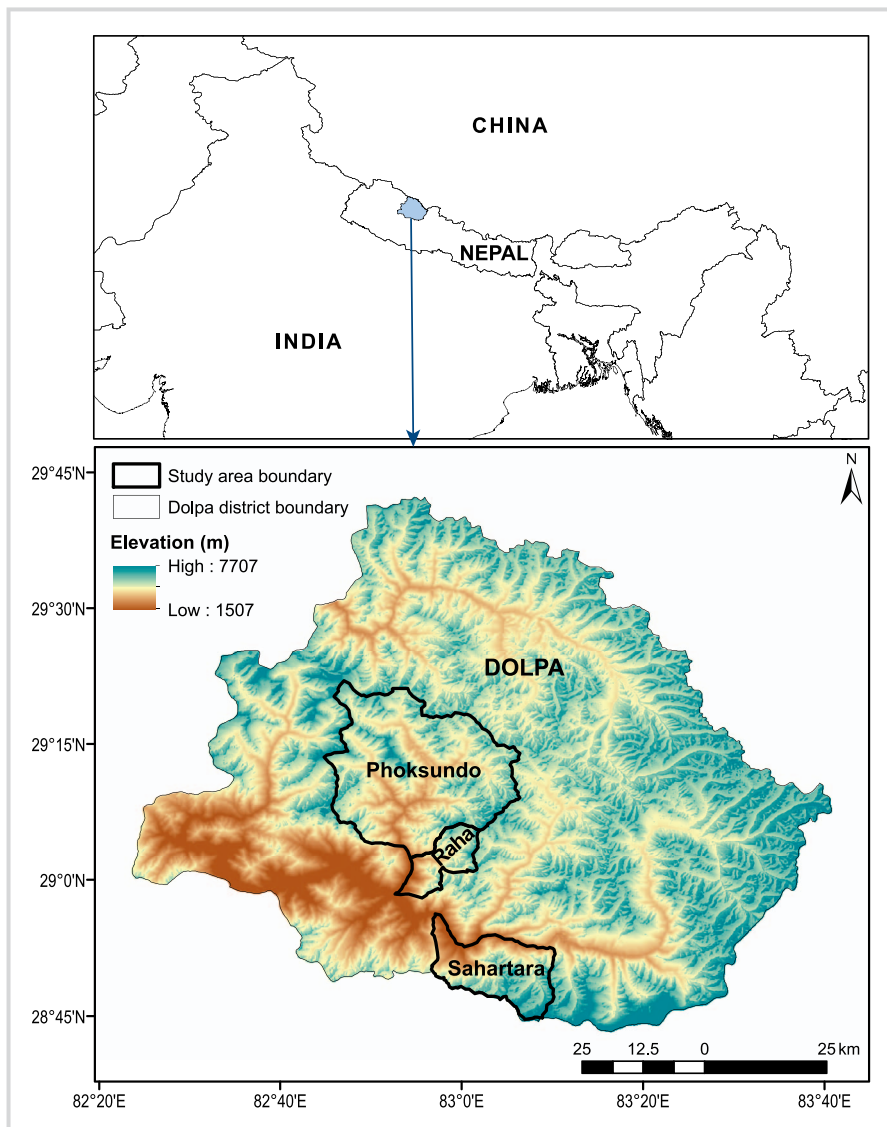 CHINA
NEPAL
INDIA
29°45'N
29°30'N
29°15'N
29°0'N
28°45'N
Study area boundary
Dolpa district boundary
Elevation (m)
High : 7707
Low : 1507
N
DOLPA
Phoksundo
Raha
Sahartara
25 12.5 0 25 km
82°20'E 82°40'E 83°0'E 83°20'E 83°40'E